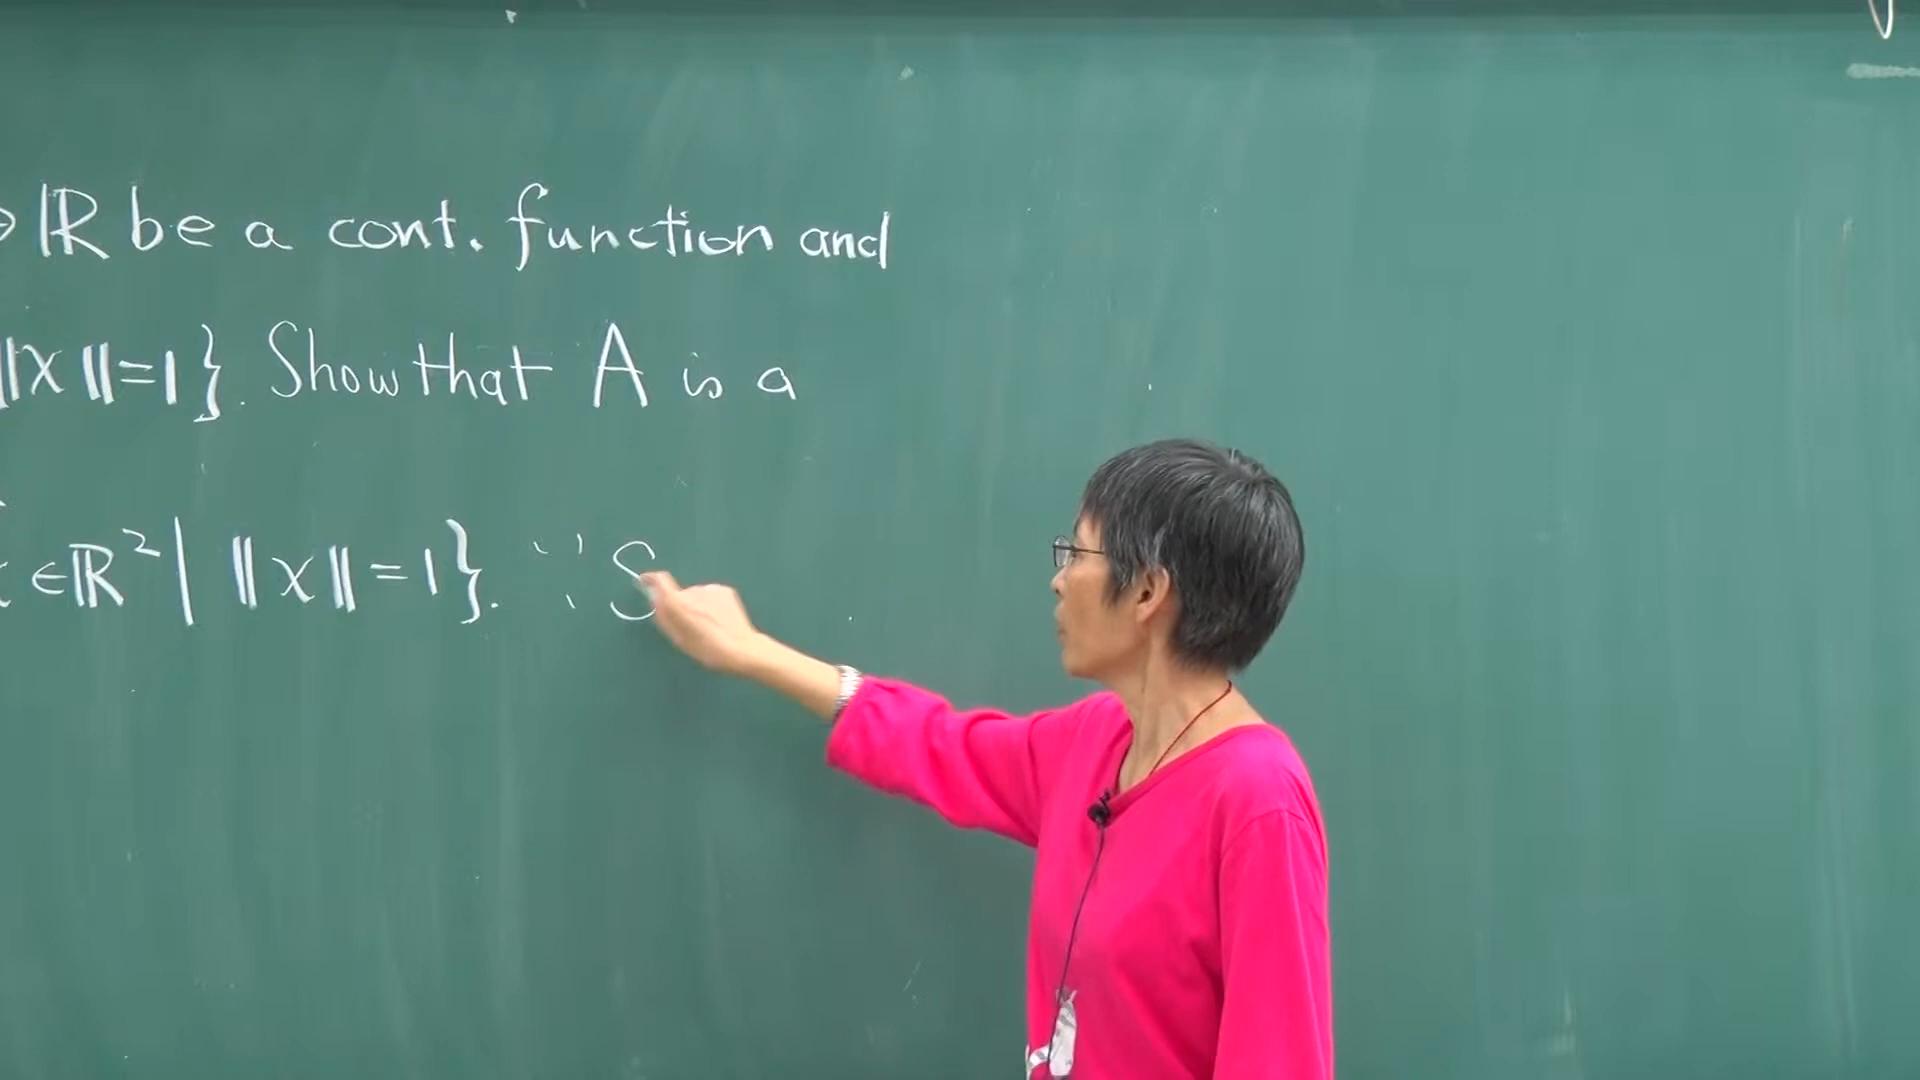 → ℝ be a cont. function and
‖x‖=1}. Show that A is a
∈ℝ² | ‖x‖=1}. ∵ S